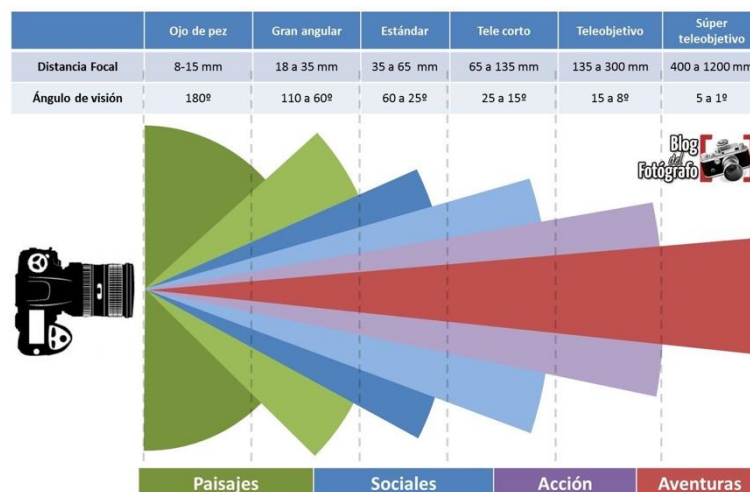 Ojo de pez Gran angular Estándar Tele corto Teleobjetivo Súper teleobjetivo
Distancia Focal 8-15 mm 18 a 35 mm 35 a 65 mm 65 a 135 mm 135 a 300 mm 400 a 1200 mm
Ángulo de visión 180º 110 a 60º 60 a 25º 25 a 15º 15 a 8º 5 a 1º
Blog
del
Fotógrafo
Paisajes Sociales Acción Aventuras